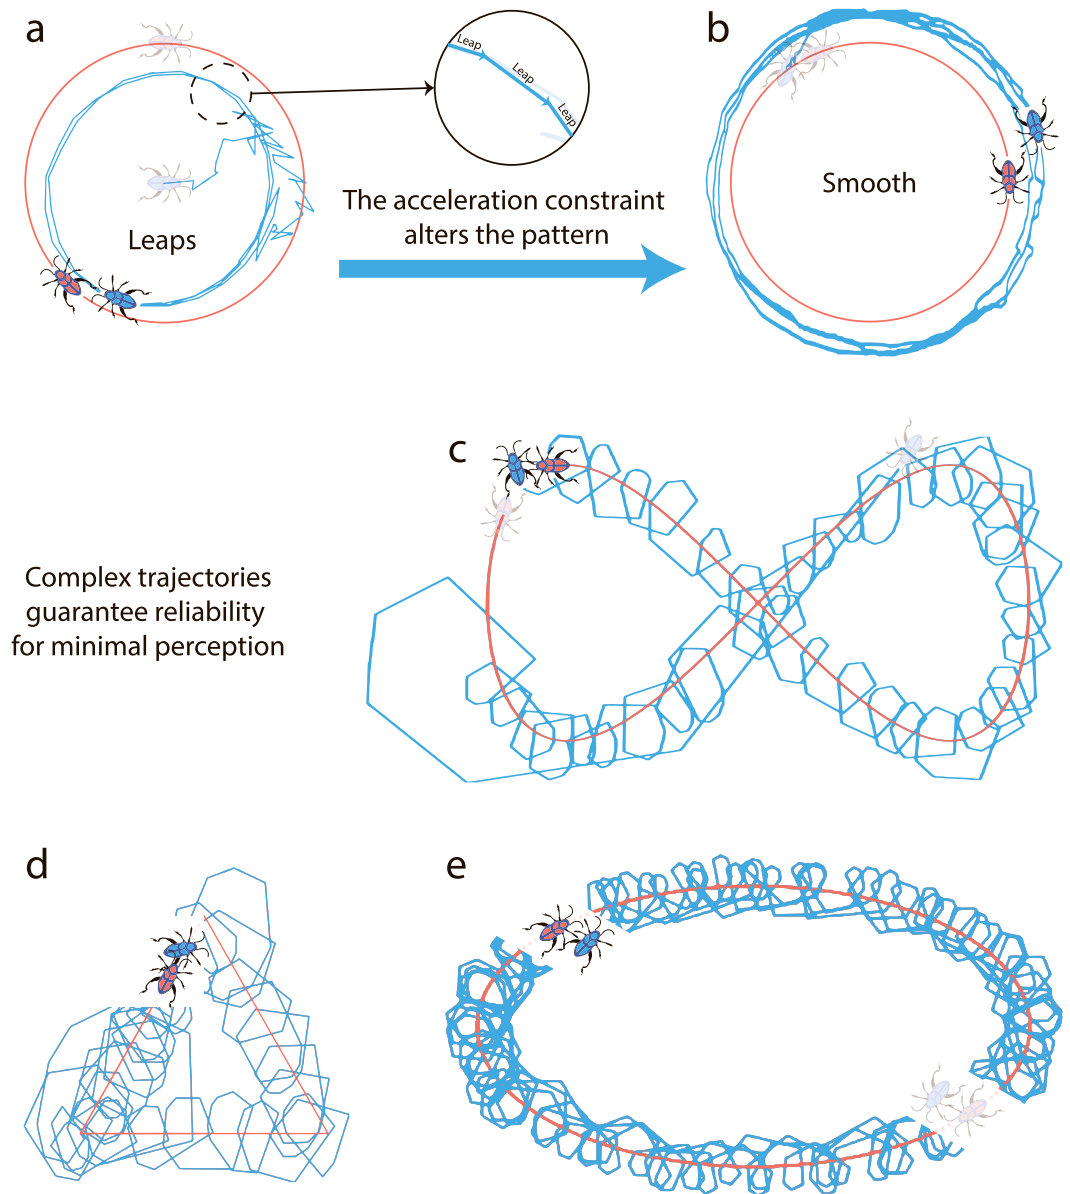 a
b
Leap
Leap
Leap
Leaps
The acceleration constraint
alters the pattern
Smooth
c
Complex trajectories
guarantee reliability
for minimal perception
d
e